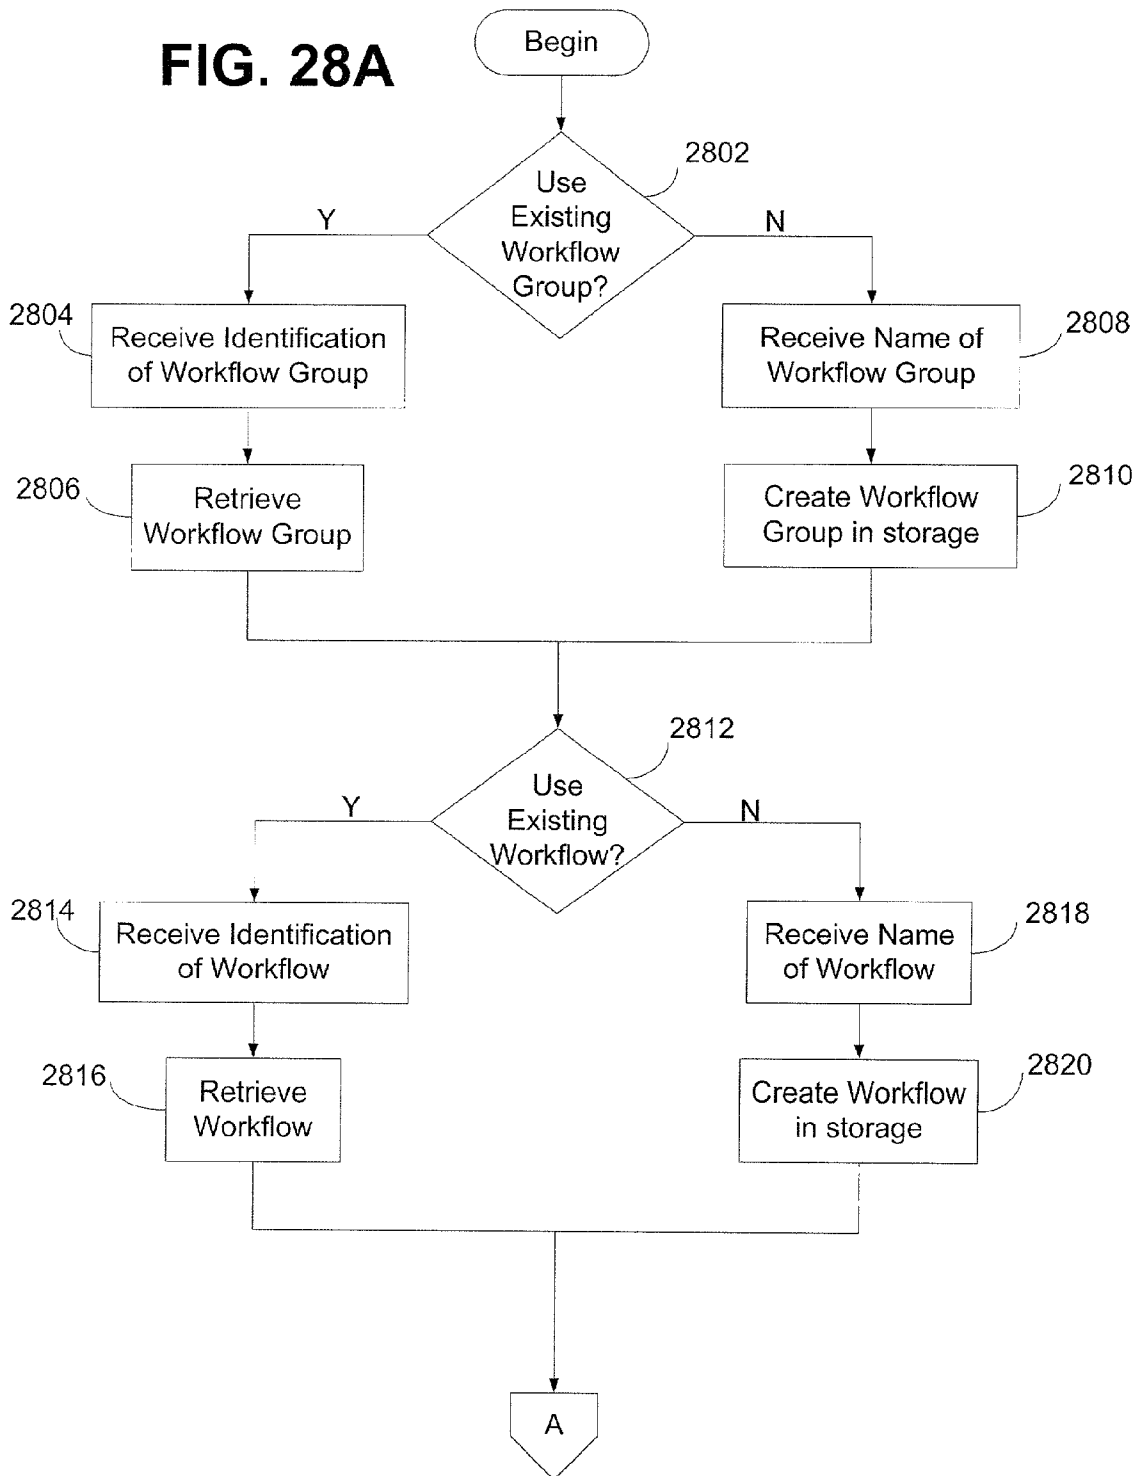 FIG. 28A
Begin
2802
Use
Existing
Workflow
Group?
Y
N
2804
Receive Identification
of Workflow Group
Receive Name of
Workflow Group
2808
2806
Retrieve
Workflow Group
Create Workflow
Group in storage
2810
2812
Use
Existing
Workflow?
Y
N
2814
Receive Identification
of Workflow
Receive Name
of Workflow
2818
2816
Retrieve
Workflow
Create Workflow
in storage
2820
A